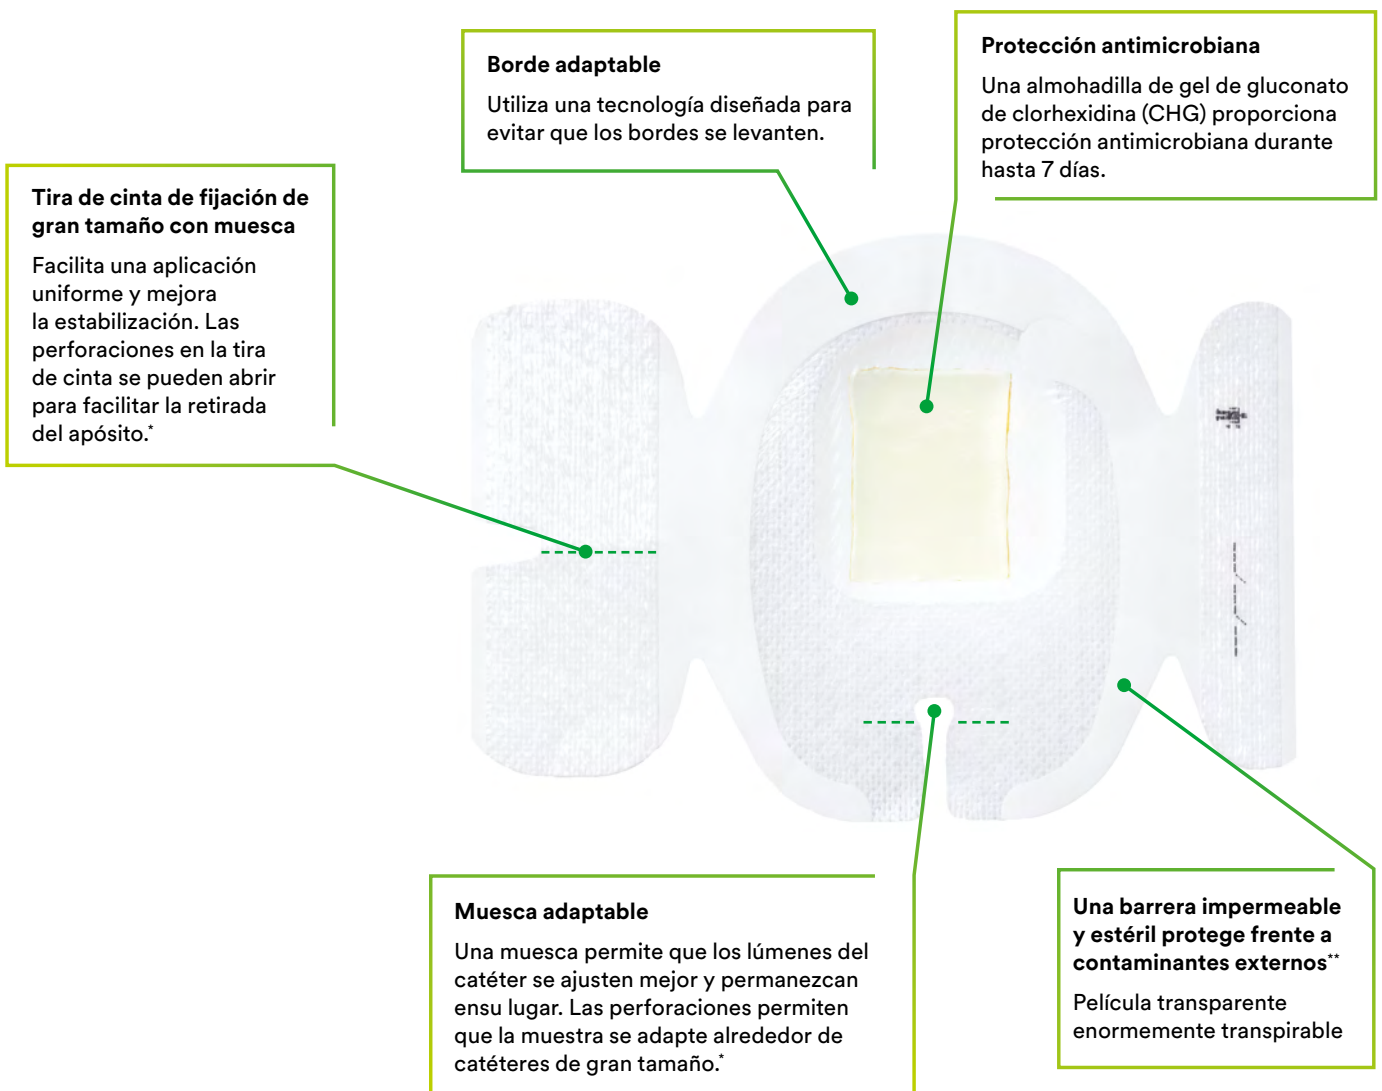 Borde adaptable
Utiliza una tecnología diseñada para
evitar que los bordes se levanten.
Protección antimicrobiana
Una almohadilla de gel de gluconato
de clorhexidina (CHG) proporciona
protección antimicrobiana durante
hasta 7 días.
Tira de cinta de fijación de
gran tamaño con muesca
Facilita una aplicación
uniforme y mejora
la estabilización. Las
perforaciones en la tira
de cinta se pueden abrir
para facilitar la retirada
del apósito.*
Muesca adaptable
Una muesca permite que los lúmenes del
catéter se ajusten mejor y permanezcan
ensu lugar. Las perforaciones permiten
que la muestra se adapte alrededor de
catéteres de gran tamaño.*
Una barrera impermeable
y estéril protege frente a
contaminantes externos**
Película transparente
enormemente transpirable